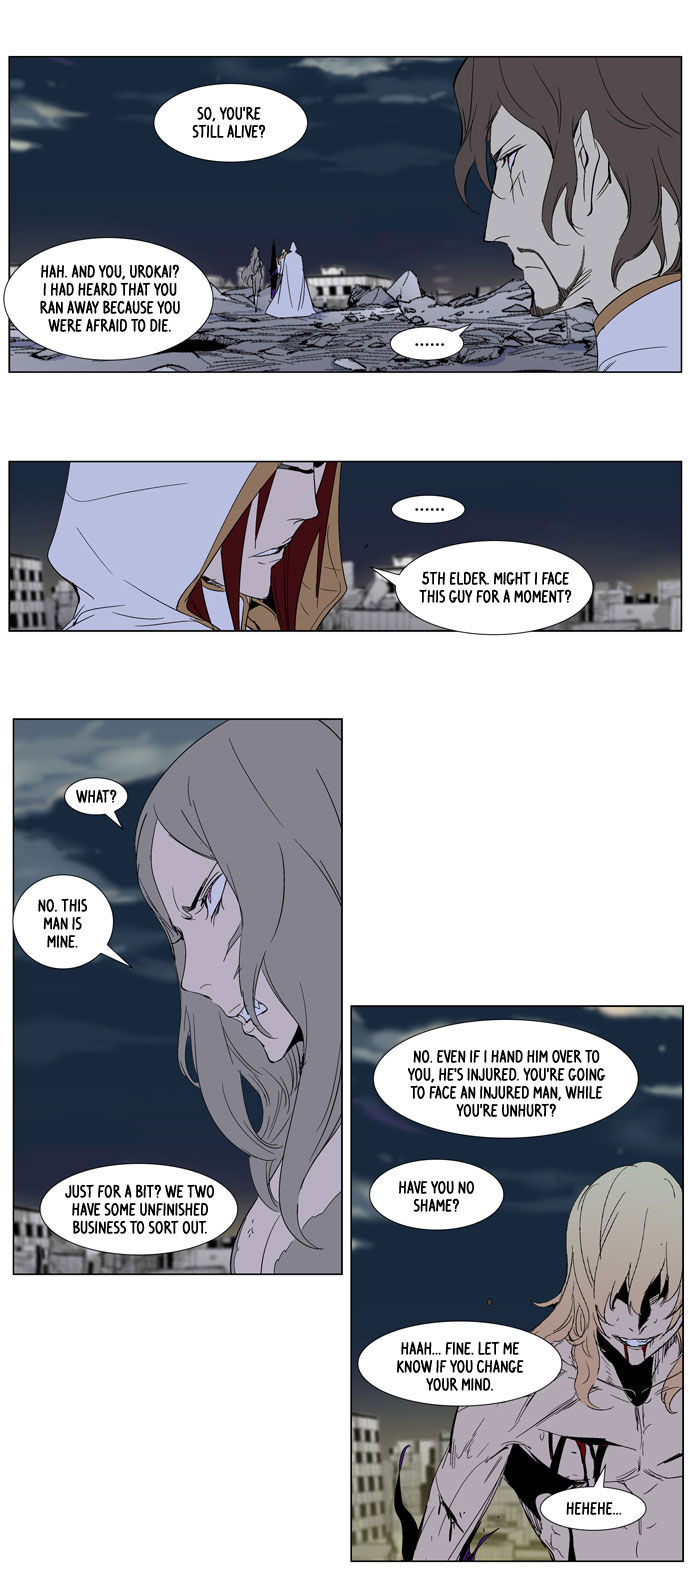 SO, YOU'RE
STILL ALIVE?
HAH. AND YOU, UROKAI?
I HAD HEARD THAT YOU
RAN AWAY BECAUSE YOU
WERE AFRAID TO DIE.
......
......
5TH ELDER. MIGHT I FACE
THIS GUY FOR A MOMENT?
WHAT?
NO. THIS
MAN IS
MINE.
JUST FOR A BIT? WE TWO
HAVE SOME UNFINISHED
BUSINESS TO SORT OUT.
NO. EVEN IF I HAND HIM OVER TO
YOU, HE'S INJURED. YOU'RE GOING
TO FACE AN INJURED MAN, WHILE
YOU'RE UNHURT?
HAVE YOU NO
SHAME?
HAAH... FINE. LET ME
KNOW IF YOU CHANGE
YOUR MIND.
HEHEHE...